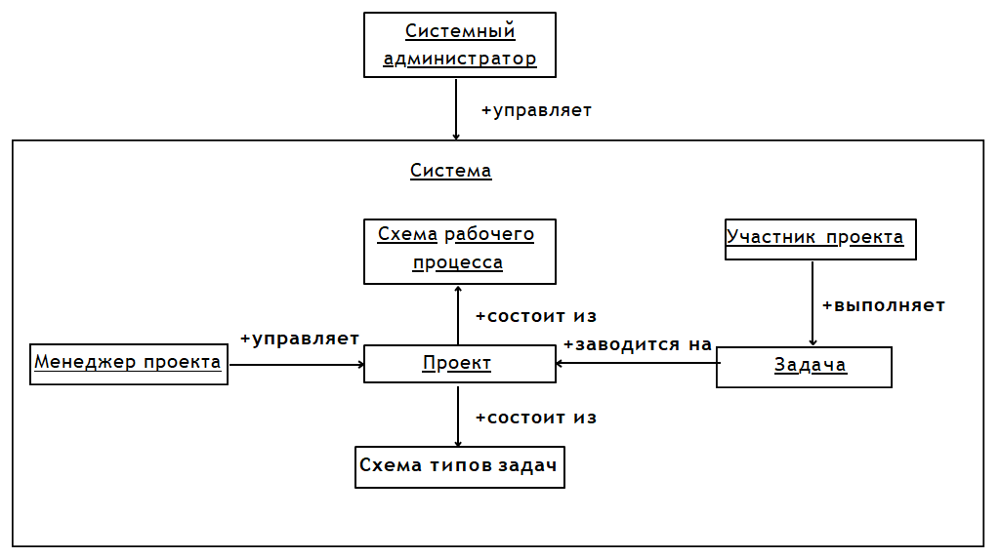 Системный
администратор
+управляет
Система
Схема рабочего
процесса
Участник проекта
+состоит из
+выполняет
+управляет
+заводится на
Менеджер проекта
Проект
Задача
+состоит из
Схема типов задач